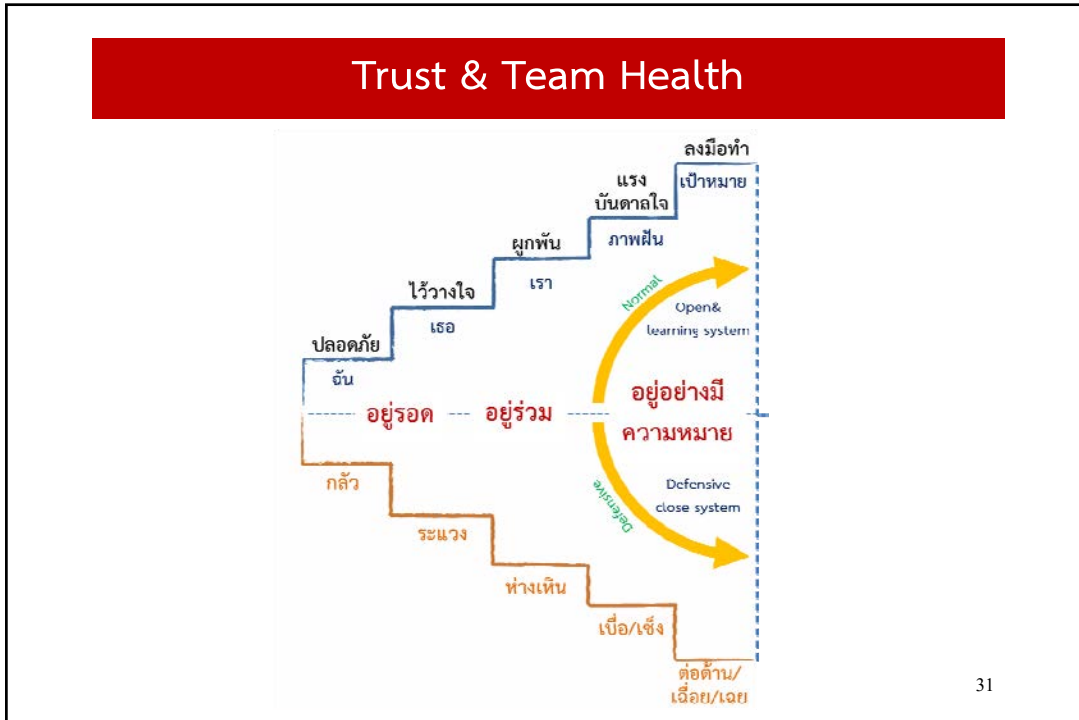 Trust & Team Health
ลงมือทำ
เป้าหมาย
แรง
บันดาลใจ
ภาพฝัน
ผูกพัน
เรา
ไว้วางใจ
เธอ
ปลอดภัย
ฉัน
Normal
Open&
learning system
อยู่รอด
อยู่ร่วม
อยู่อย่างมี
ความหมาย
Defensive
Defensive
close system
กลัว
ระแวง
ห่างเหิน
เบื่อ/เซ็ง
ต่อต้าน/
เฉื่อย/เฉย
31